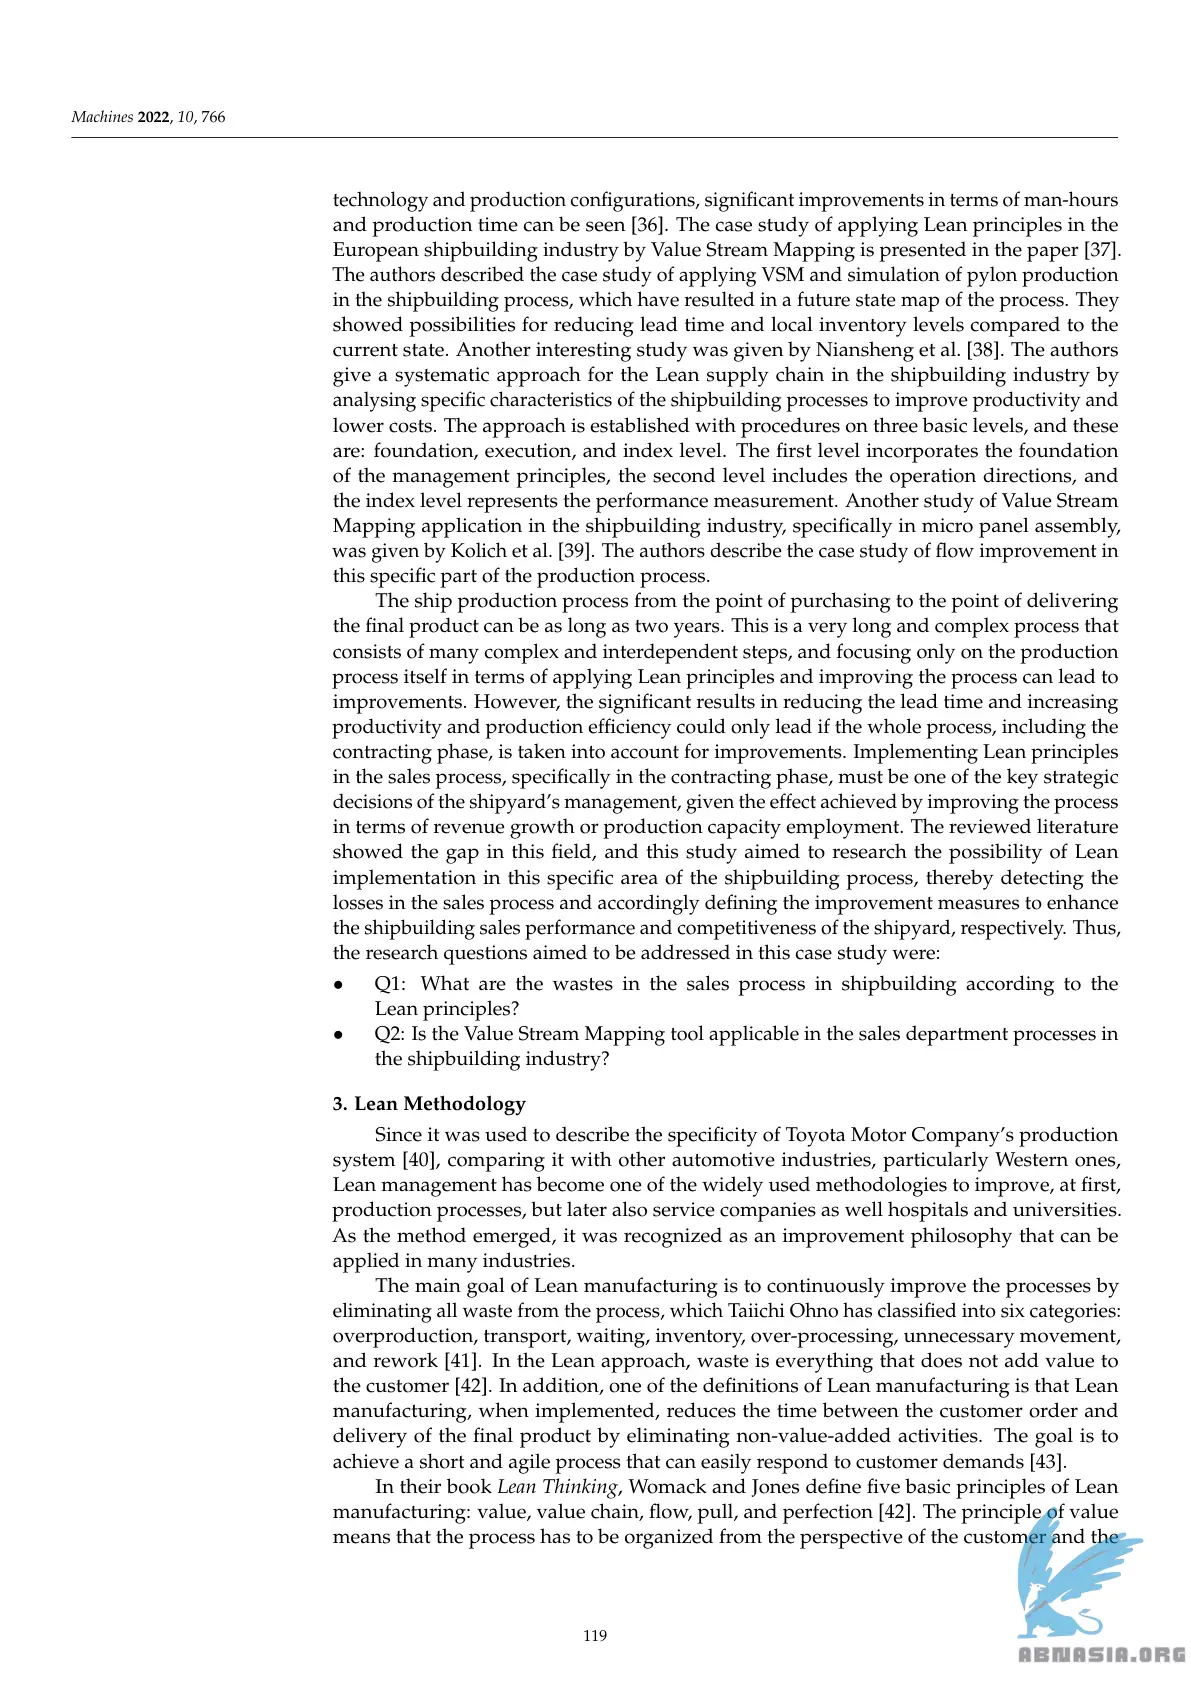 Machines 2022, 10, 766
technology and production configurations, significant improvements in terms of man-hours
and production time can be seen [36]. The case study of applying Lean principles in the
European shipbuilding industry by Value Stream Mapping is presented in the paper [37].
The authors described the case study of applying VSM and simulation of pylon production
in the shipbuilding process, which have resulted in a future state map of the process. They
showed possibilities for reducing lead time and local inventory levels compared to the
current state. Another interesting study was given by Niansheng et al. [38]. The authors
give a systematic approach for the Lean supply chain in the shipbuilding industry by
analysing specific characteristics of the shipbuilding processes to improve productivity and
lower costs. The approach is established with procedures on three basic levels, and these
are: foundation, execution, and index level. The first level incorporates the foundation
of the management principles, the second level includes the operation directions, and
the index level represents the performance measurement. Another study of Value Stream
Mapping application in the shipbuilding industry, specifically in micro panel assembly,
was given by Kolich et al. [39]. The authors describe the case study of flow improvement in
this specific part of the production process.
The ship production process from the point of purchasing to the point of delivering
the final product can be as long as two years. This is a very long and complex process that
consists of many complex and interdependent steps, and focusing only on the production
process itself in terms of applying Lean principles and improving the process can lead to
improvements. However, the significant results in reducing the lead time and increasing
productivity and production efficiency could only lead if the whole process, including the
contracting phase, is taken into account for improvements. Implementing Lean principles
in the sales process, specifically in the contracting phase, must be one of the key strategic
decisions of the shipyard's management, given the effect achieved by improving the process
in terms of revenue growth or production capacity employment. The reviewed literature
showed the gap in this field, and this study aimed to research the possibility of Lean
implementation in this specific area of the shipbuilding process, thereby detecting the
losses in the sales process and accordingly defining the improvement measures to enhance
the shipbuilding sales performance and competitiveness of the shipyard, respectively. Thus,
the research questions aimed to be addressed in this case study were:
• Q1: What are the wastes in the sales process in shipbuilding according to the
Lean principles?
• Q2: Is the Value Stream Mapping tool applicable in the sales department processes in
the shipbuilding industry?
3. Lean Methodology
Since it was used to describe the specificity of Toyota Motor Company's production
system [40], comparing it with other automotive industries, particularly Western ones,
Lean management has become one of the widely used methodologies to improve, at first,
production processes, but later also service companies as well hospitals and universities.
As the method emerged, it was recognized as an improvement philosophy that can be
applied in many industries.
The main goal of Lean manufacturing is to continuously improve the processes by
eliminating all waste from the process, which Taiichi Ohno has classified into six categories:
overproduction, transport, waiting, inventory, over-processing, unnecessary movement,
and rework [41]. In the Lean approach, waste is everything that does not add value to
the customer [42]. In addition, one of the definitions of Lean manufacturing is that Lean
manufacturing, when implemented, reduces the time between the customer order and
delivery of the final product by eliminating non-value-added activities. The goal is to
achieve a short and agile process that can easily respond to customer demands [43].
In their book Lean Thinking, Womack and Jones define five basic principles of Lean
manufacturing: value, value chain, flow, pull, and perfection [42]. The principle of value
means that the process has to be organized from the perspective of the customer and the
119
ABNASIA.ORG